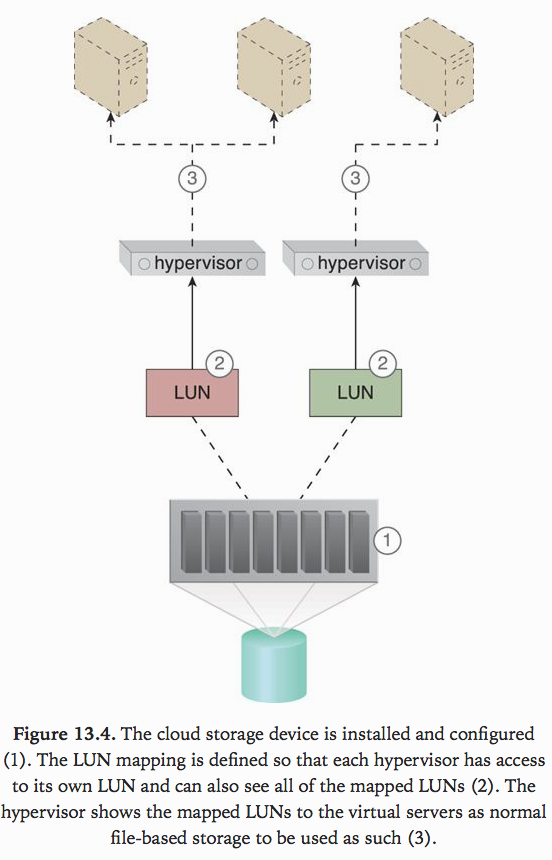 3
3
hypervisor
hypervisor
2
2
LUN
LUN
1
Figure 13.4. The cloud storage device is installed and configured
(1). The LUN mapping is defined so that each hypervisor has access
to its own LUN and can also see all of the mapped LUNs (2). The
hypervisor shows the mapped LUNs to the virtual servers as normal
file-based storage to be used as such (3).